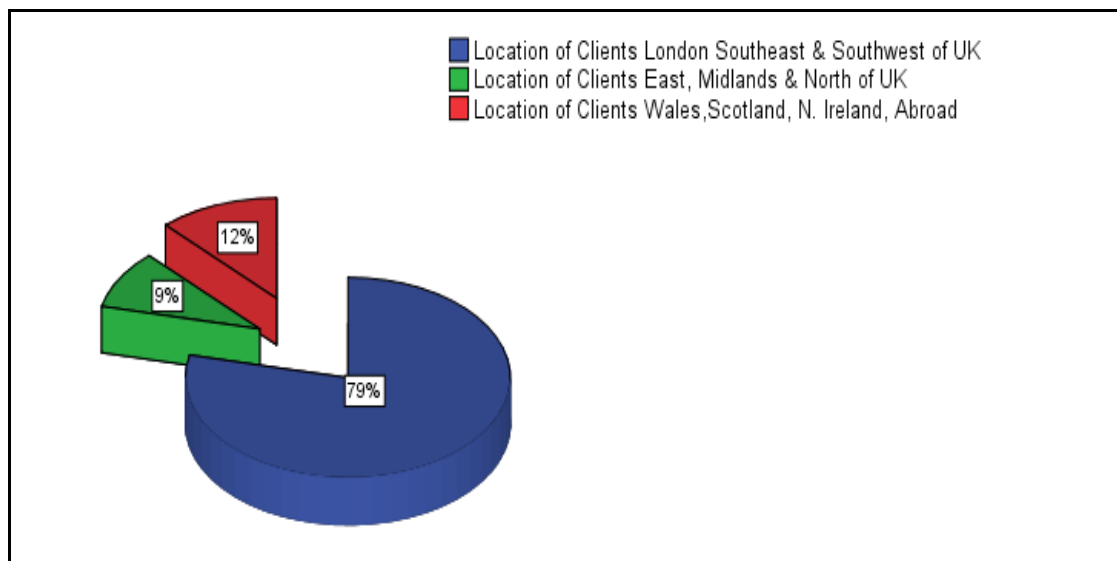 Location of Clients London Southeast & Southwest of UK
Location of Clients East, Midlands & North of UK
Location of Clients Wales,Scotland, N. Ireland, Abroad
12%
9%
79%